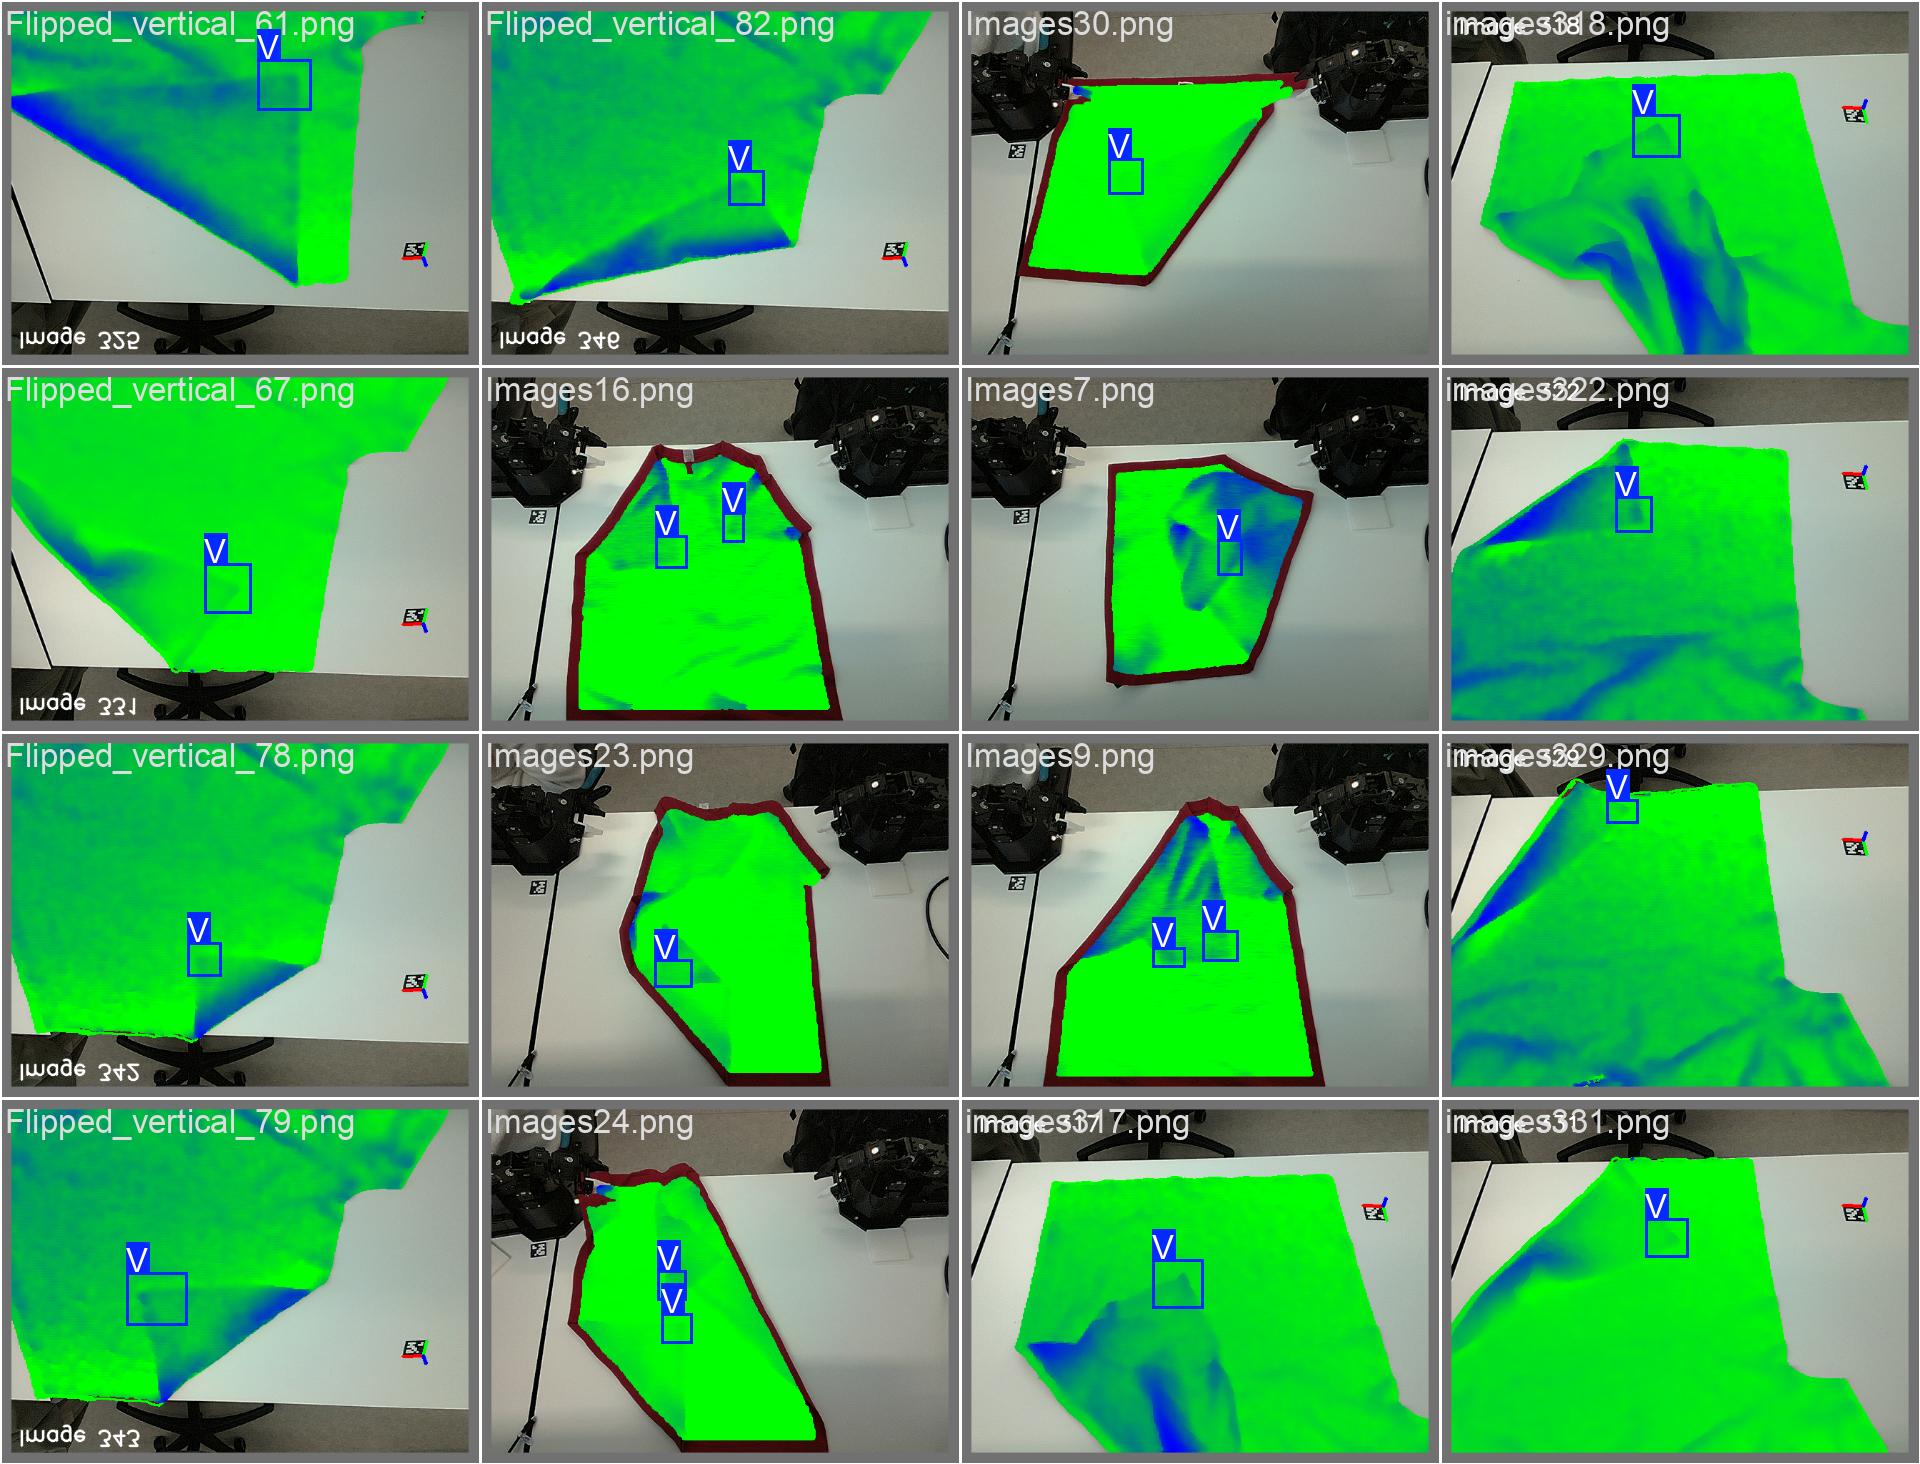 Flipped_vertical_61.png
V
Image 325
Flipped_vertical_82.png
V
Image 346
Images30.png
V
images318.png
V
Flipped_vertical_67.png
V
Image 331
Images16.png
V
V
Images7.png
V
images322.png
V
Flipped_vertical_78.png
V
Image 342
Images23.png
V
Images9.png
V
V
images329.png
V
Flipped_vertical_79.png
V
Image 343
Images24.png
V
V
images317.png
V
images331.png
V